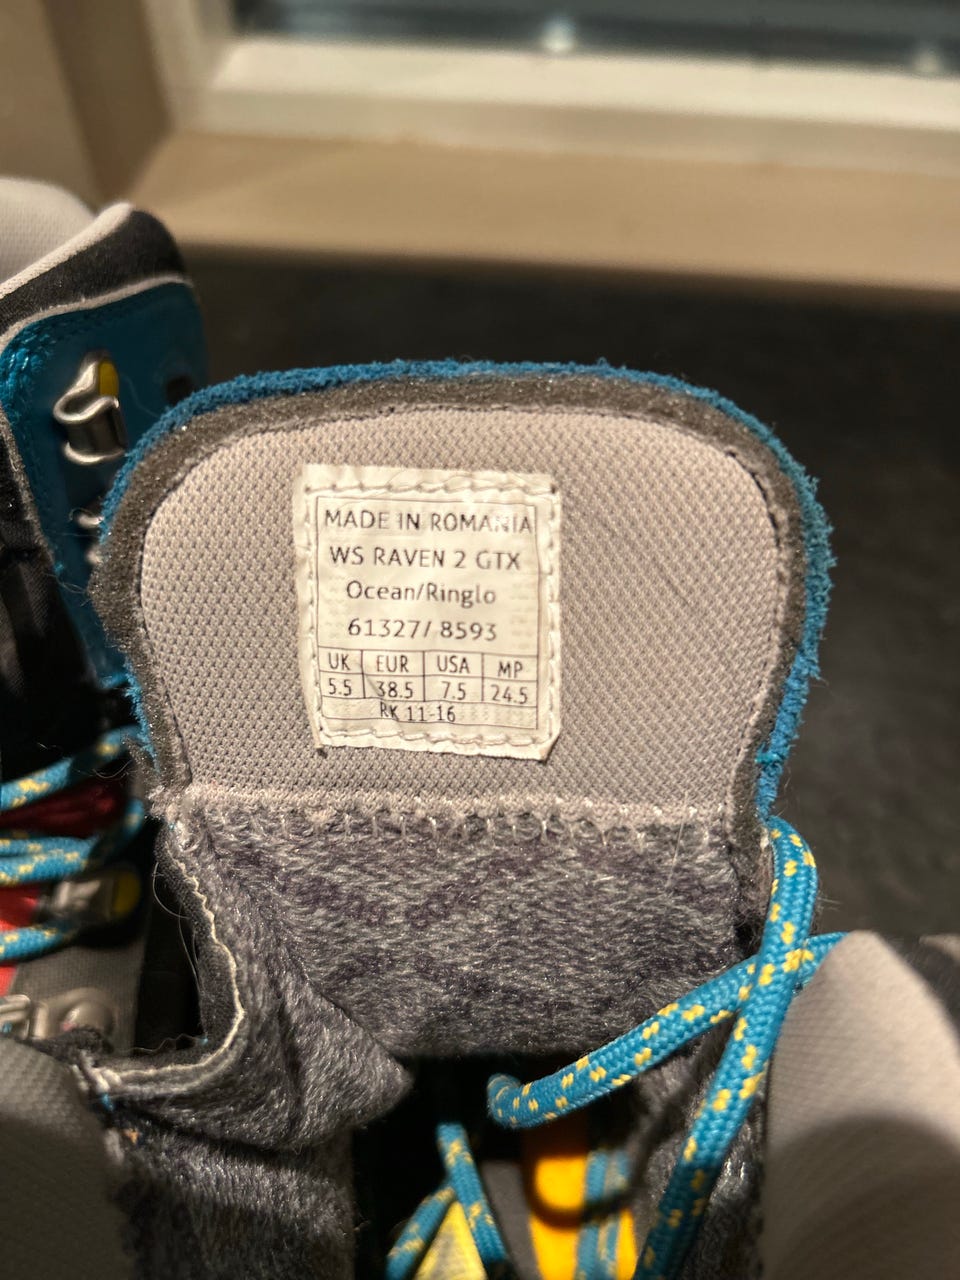 MADE IN ROMANIA
WS RAVEN 2 GTX
Ocean/Ringlo
61327/ 8593
UK EUR USA MP
5.5 38.5 7.5 24.5
RK 11-16